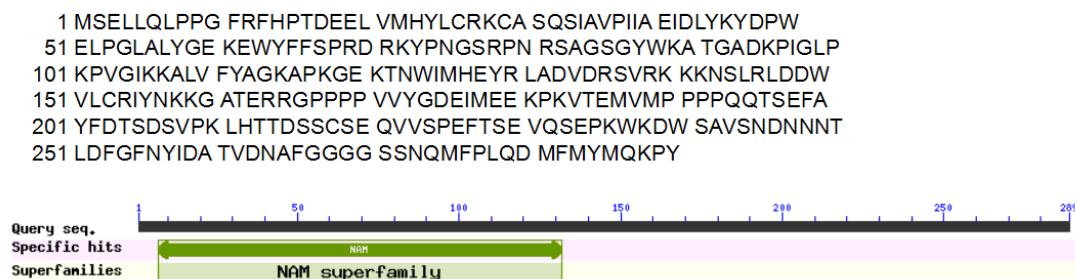 1 MSELLQLPPG FRFHPTDEEL VMHYLCRKCA SQSIAVPIIA EIDLYKYDPW
51 ELPGLALYGE KEWYFFSPRD RKYPNGSRPN RSAGSGYWKA TGADKPIGLP
101 KPVGIKKALV FYAGKAPKGE KTNWIMHEYR LADVDRSVRK KKNSLRLDDW
151 VLCRIYNKKG ATERRGPPPP VVYGDEIMEE KPKVTEMVMP PPPQQTSEFA
201 YFDTSDSVPK LHTTDSSCSE QVVSPEFTSE VQSEPKWKDW SAVSNDNNNT
251 LDFGFNYIDA TVDNAFGGGG SSNQMFPLQD MFMYMQKPY
1 50 100 150 200 250 289
Query seq.
Specific hits NAM
Superfamilies NAM superfamily